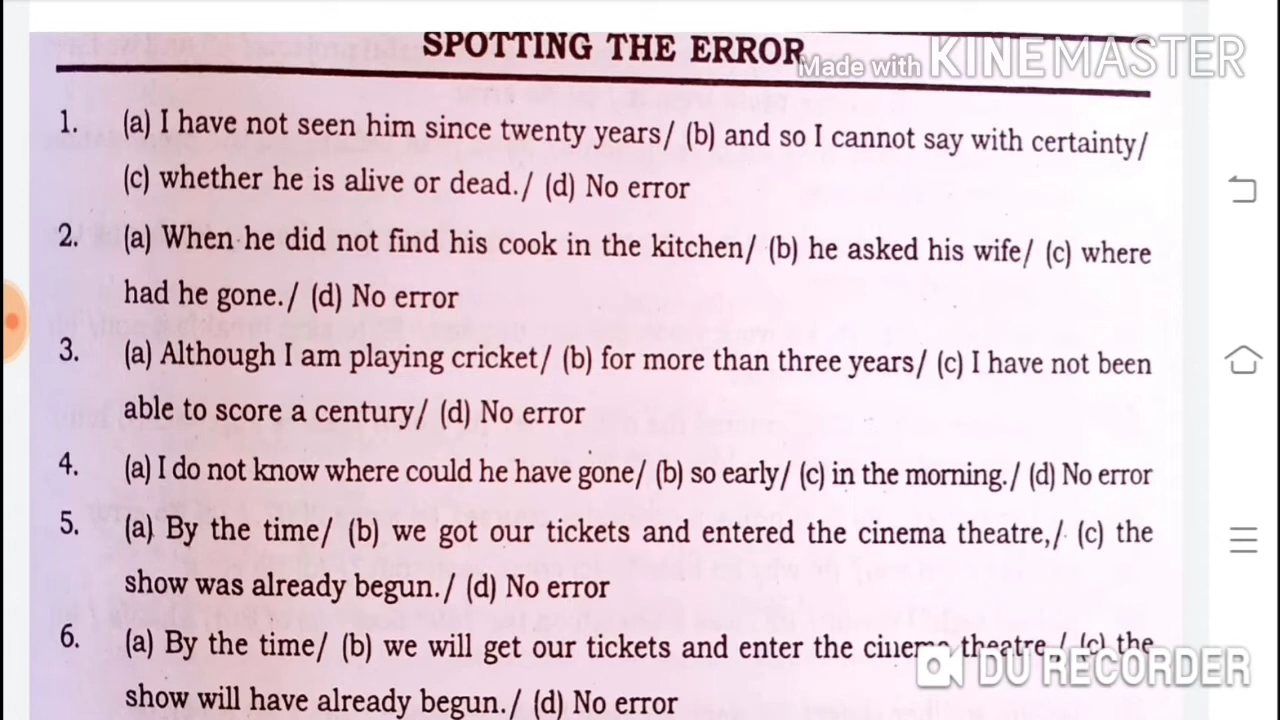 SPOTTING THE ERROR
Made with KINEMASTER
1. (a) I have not seen him since twenty years/ (b) and so I cannot say with certainty/
(c) whether he is alive or dead./ (d) No error
2. (a) When he did not find his cook in the kitchen/ (b) he asked his wife/ (c) where
had he gone./ (d) No error
3. (a) Although I am playing cricket/ (b) for more than three years/ (c) I have not been
able to score a century/ (d) No error
4. (a) I do not know where could he have gone/ (b) so early/ (c) in the morning./ (d) No error
5. (a) By the time/ (b) we got our tickets and entered the cinema theatre,/ (c) the
show was already begun./ (d) No error
6. (a) By the time/ (b) we will get our tickets and enter the cinema theatre,/ (c) the
DU RECORDER
show will have already begun./ (d) No error